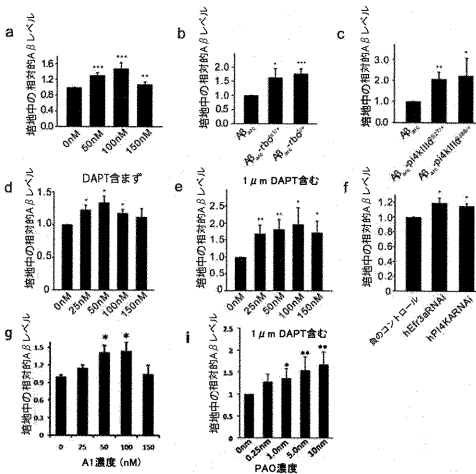 a
培地中の相対的Aβレベル
1.6
1.2
0.8
0.4
0.0
***
***
**
0nM
50nM
100nM
150nM
b
培地中の相対的Aβレベル
2.0
1.5
1.0
0.5
0.0
*
***
Aβarc
c
培地中の相対的Aβレベル
3.0
2.0
1.0
0.0
**
*
Aβarc
d
DAPT含まず
培地中の相対的Aβレベル
1.5
1.0
0.5
0.0
*
*
*
0nM
25nM
50nM
100nM
150nM
e
1μm DAPT含む
培地中の相対的Aβレベル
3.0
2.0
1.0
0.0
**
**
*
*
0nM
25nM
50nM
100nM
150nM
f
培地中の相対的Aβレベル
1.2
1.0
0.8
0.6
0.4
0.2
0.0
*
*
負のコントロール
hEfr3aRNAi
hPI4KARNAi
g
培地中の相対的Aβレベル
1.5
1.2
0.9
0.6
0.3
0
*
*
0
25
50
100
150
A1濃度(nM)
i
1μm DAPT含む
培地中の相対的Aβレベル
2.5
2
1.5
1
0.5
0
*
**
**
0nm
0.25nm
1.0nm
5.0nm
10nm
PAO濃度